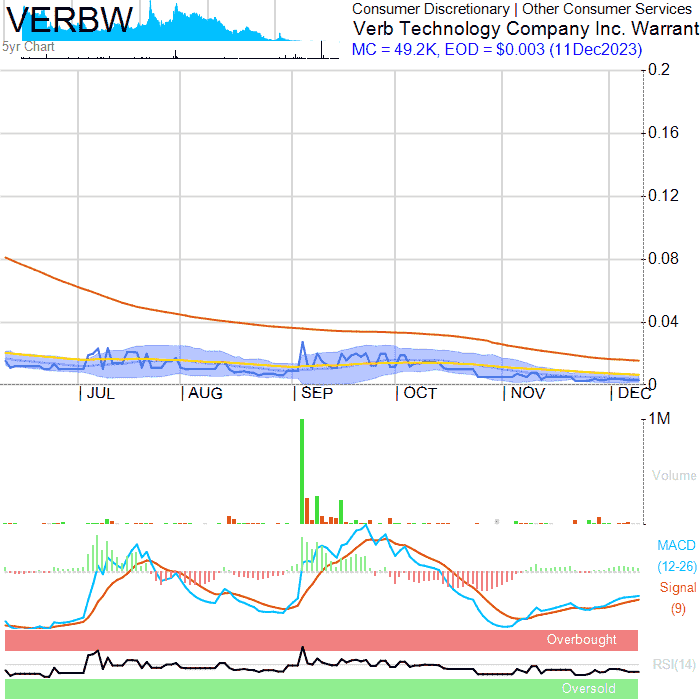 VERBW
5yr Chart
Consumer Discretionary | Other Consumer Services
Verb Technology Company Inc. Warrant
MC = 49.2K, EOD = $0.003 (11Dec2023)
0.2
0.16
0.12
0.08
0.04
0
JUL AUG SEP OCT NOV DEC
1M
Volume
MACD
(12-26)
Signal
(9)
Overbought
RSI(14)
Oversold